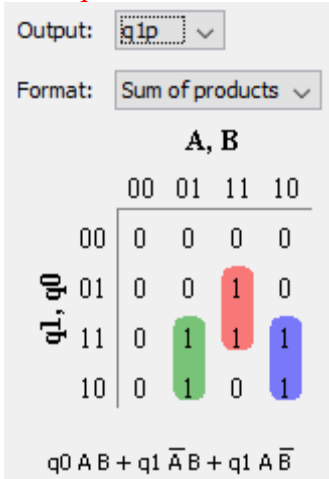 Output: q1p
Format: Sum of products
A, B
00 01 11 10
q1, q0
00 0 0 0 0
01 0 0 1 0
11 0 1 1 1
10 0 1 0 1
q0 A B + q1 A̅ B + q1 A B̅